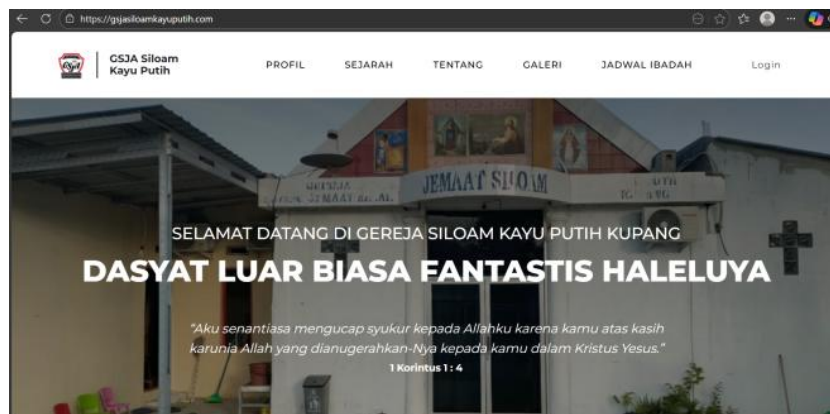 https://gsjasiloamkayuputih.com
GSJA Siloam
Kayu Putih
PROFIL SEJARAH TENTANG GALERI JADWAL IBADAH Login
JEMAAT SILOAM
SELAMAT DATANG DI GEREJA SILOAM KAYU PUTIH KUPANG
DASYAT LUAR BIASA FANTASTIS HALELUYA
"Aku senantiasa mengucap syukur kepada Allahku karena kamu atas kasih
karunia Allah yang dianugerahkan-Nya kepada kamu dalam Kristus Yesus."
1 Korintus 1 : 4